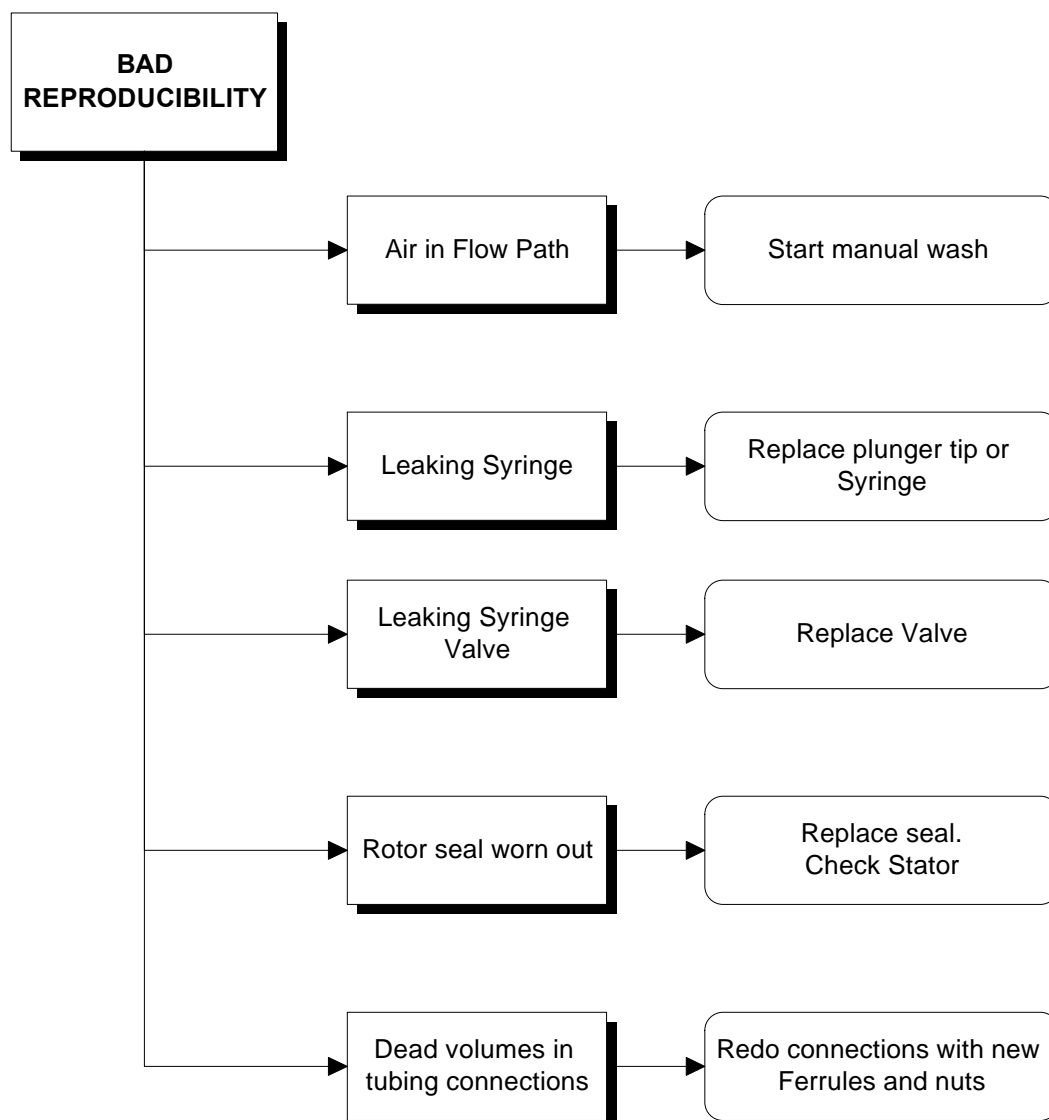 BAD
REPRODUCIBILITY
Air in Flow Path
Start manual wash
Leaking Syringe
Replace plunger tip or
Syringe
Leaking Syringe
Valve
Replace Valve
Rotor seal worn out
Replace seal.
Check Stator
Dead volumes in
tubing connections
Redo connections with new
Ferrules and nuts